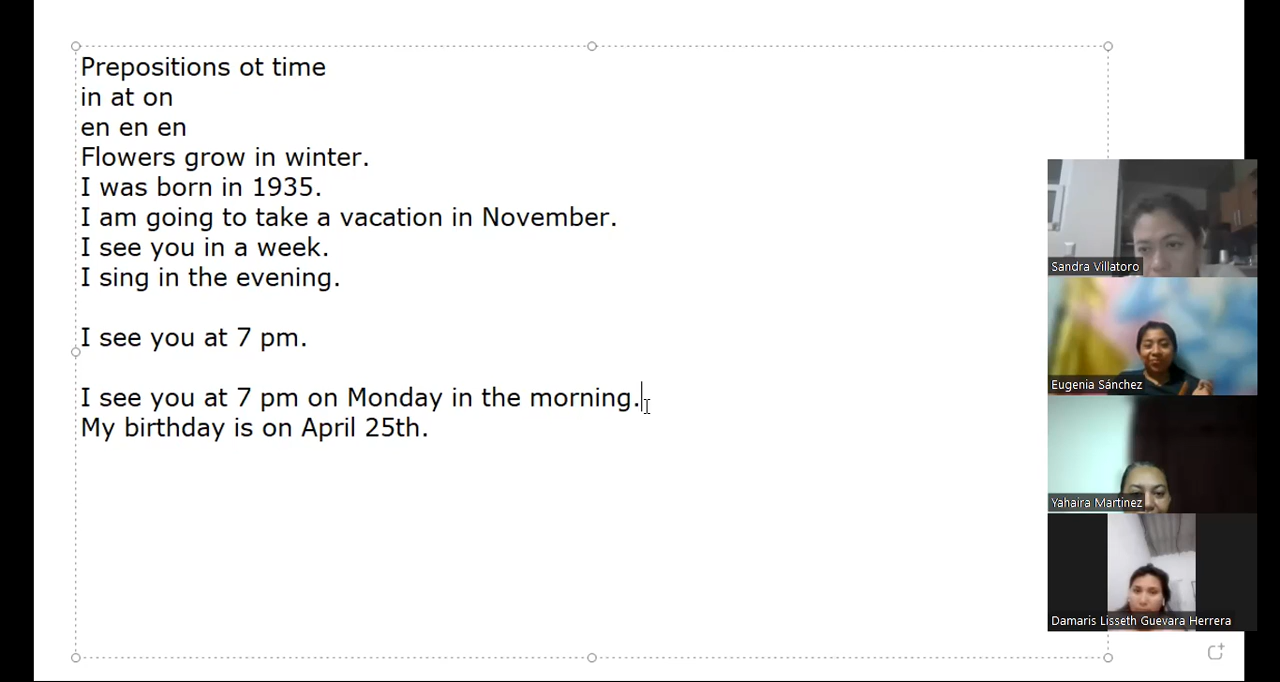 Prepositions ot time
in at on
en en en
Flowers grow in winter.
I was born in 1935.
I am going to take a vacation in November.
I see you in a week.
I sing in the evening.
I see you at 7 pm.
I see you at 7 pm on Monday in the morning.
My birthday is on April 25th.
Sandra Villatoro
Eugenia Sánchez
Yahaira Martinez
Damaris Lisseth Guevara Herrera